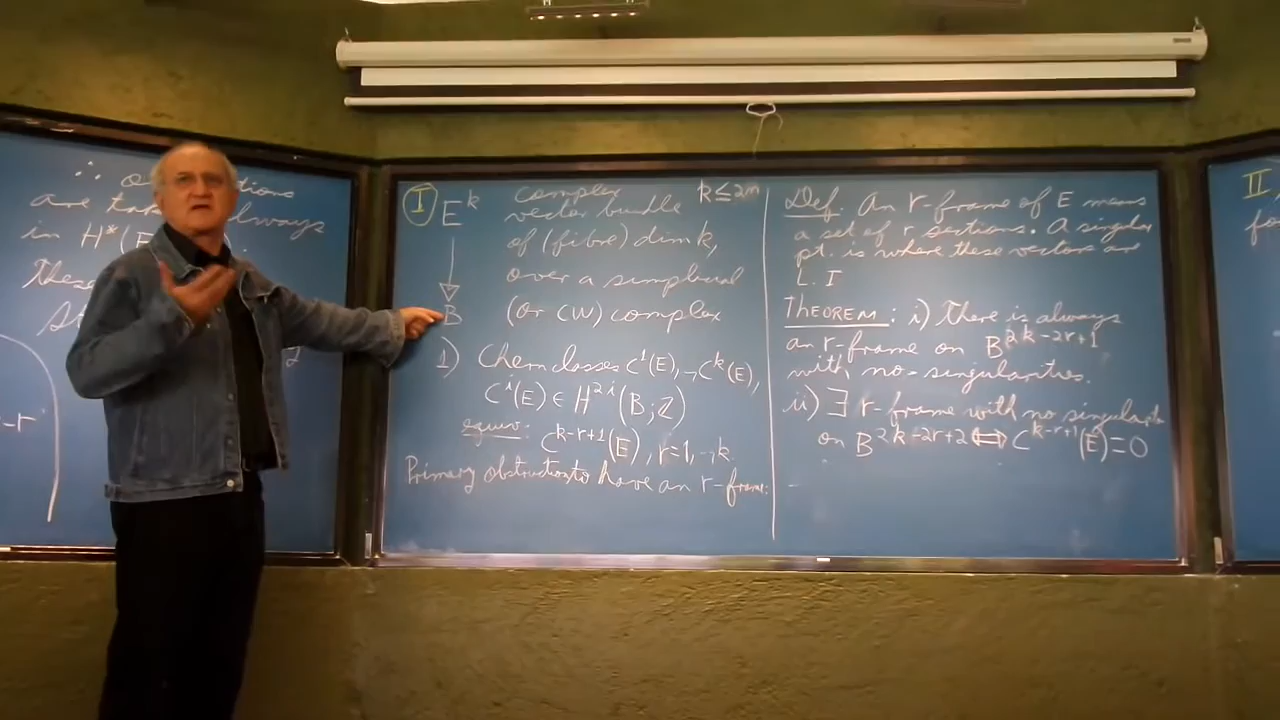 are
always
in H*(
These
-r
I
E^k
complex
vector bundle
k ≤ 2m
of (fibre) dim k,
over a simplicial
B
(or CW) complex
1) Chern classes C^1(E), -, C^k(E),
C^i(E) ∈ H^{2i}(B; Z)
equiv:
C^{k-r+1}(E), r=1, -, k.
Primary obstruction to have an r-frame:
Def. An r-frame of E means
a set of r sections. A singular
pt. is where these vectors are
L. I
THEOREM: i) There is always
an r-frame on B^{2k-2r+1}
with no-singularities.
ii) ∃ r-frame with no singularit
on B^{2k-2r+2} ⟺ C^{k-r+1}(E)=0
II